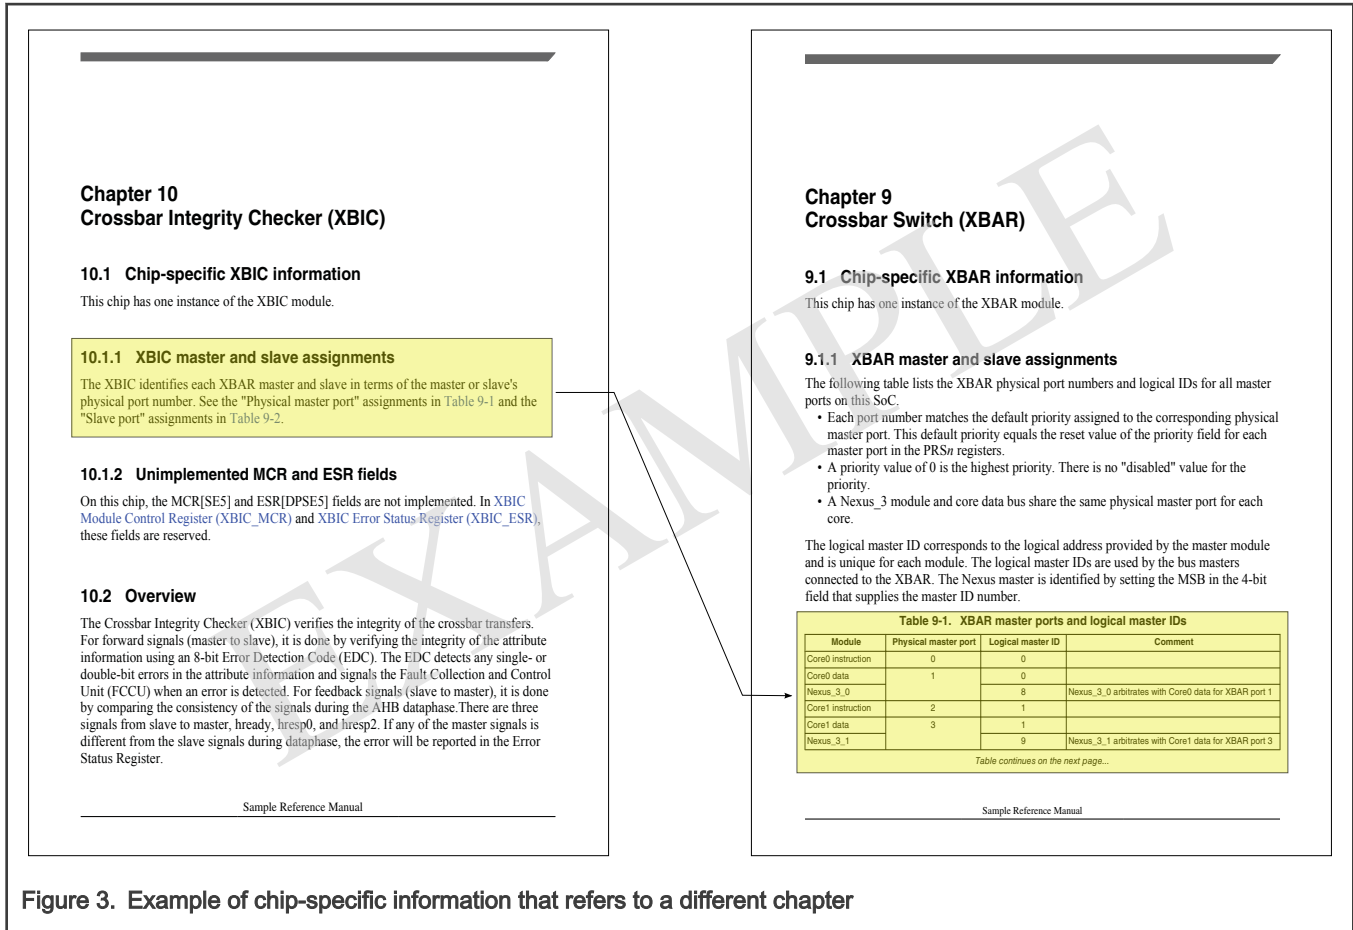 Chapter 10
Crossbar Integrity Checker (XBIC)
10.1 Chip-specific XBIC information
This chip has one instance of the XBIC module.
10.1.1 XBIC master and slave assignments
The XBIC identifies each XBAR master and slave in terms of the master or slave's
physical port number. See the "Physical master port" assignments in Table 9-1 and the
"Slave port" assignments in Table 9-2.
10.1.2 Unimplemented MCR and ESR fields
On this chip, the MCR[SE5] and ESR[DPSE5] fields are not implemented. In XBIC
Module Control Register (XBIC_MCR) and XBIC Error Status Register (XBIC_ESR),
these fields are reserved.
10.2 Overview
The Crossbar Integrity Checker (XBIC) verifies the integrity of the crossbar transfers.
For forward signals (master to slave), it is done by verifying the integrity of the attribute
information using an 8-bit Error Detection Code (EDC). The EDC detects any single- or
double-bit errors in the attribute information and signals the Fault Collection and Control
Unit (FCCU) when an error is detected. For feedback signals (slave to master), it is done
by comparing the consistency of the signals during the AHB dataphase.There are three
signals from slave to master, hready, hresp0, and hresp2. If any of the master signals is
different from the slave signals during dataphase, the error will be reported in the Error
Status Register.
Sample Reference Manual
Chapter 9
Crossbar Switch (XBAR)
9.1 Chip-specific XBAR information
This chip has one instance of the XBAR module.
9.1.1 XBAR master and slave assignments
The following table lists the XBAR physical port numbers and logical IDs for all master
ports on this SoC.
• Each port number matches the default priority assigned to the corresponding physical
master port. This default priority equals the reset value of the priority field for each
master port in the PRSn registers.
• A priority value of 0 is the highest priority. There is no "disabled" value for the
priority.
• A Nexus_3 module and core data bus share the same physical master port for each
core.
The logical master ID corresponds to the logical address provided by the master module
and is unique for each module. The logical master IDs are used by the bus masters
connected to the XBAR. The Nexus master is identified by setting the MSB in the 4-bit
field that supplies the master ID number.
Table 9-1. XBAR master ports and logical master IDs
Module Physical master port Logical master ID Comment
Core0 instruction 0 0
Core0 data 1 0
Nexus_3_0 8 Nexus_3_0 arbitrates with Core0 data for XBAR port 1
Core1 instruction 2 1
Core1 data 3 1
Nexus_3_1 9 Nexus_3_1 arbitrates with Core1 data for XBAR port 3
Table continues on the next page...
Sample Reference Manual
EXAMPLE
Figure 3. Example of chip-specific information that refers to a different chapter